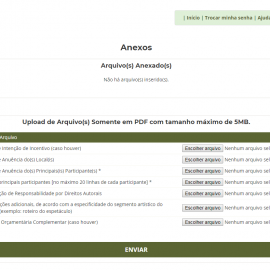 | Início | Trocar minha senha | Ajuda
Anexos
Arquivo(s) Anexado(s)
Não há arquivo(s) inserido(s).
Upload de Arquivo(s) Somente em PDF com tamanho máximo de 5MB.
Arquivo
e Intenção de Incentivo (caso houver) Escolher arquivo Nenhum arquivo sel
e Anuência do(s) Local(is) Escolher arquivo Nenhum arquivo sel
e Anuência do(s) Principal(is) Participante(s) * Escolher arquivo Nenhum arquivo sel
principais participantes [no máximo 20 linhas de cada participante] * Escolher arquivo Nenhum arquivo sel
ção de Responsabilidade por Direitos Autorais Escolher arquivo Nenhum arquivo sel
ções adicionais, de acordo com a especificidade do segmento artístico do
(exemplo: roteiro do espetáculo) Escolher arquivo Nenhum arquivo sel
Orçamentária Complementar (caso houver) Escolher arquivo Nenhum arquivo sel
ENVIAR